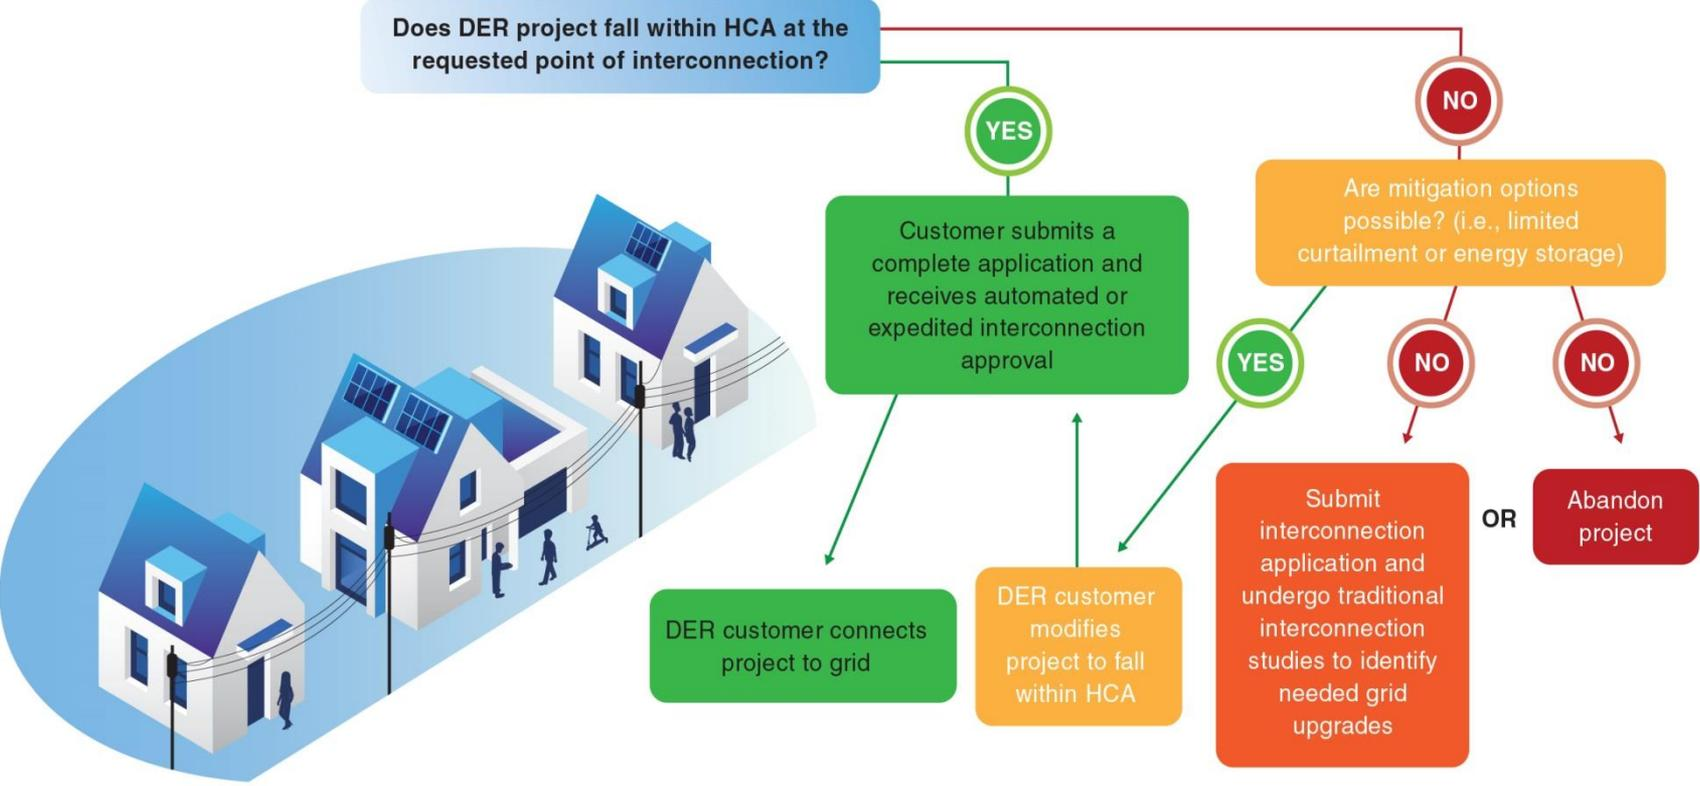 Does DER project fall within HCA at the
requested point of interconnection?
YES
NO
Customer submits a
complete application and
receives automated or
expedited interconnection
approval
Are mitigation options
possible? (i.e., limited
curtailment or energy storage)
YES
NO
NO
DER customer connects
project to grid
DER customer
modifies
project to fall
within HCA
Submit
interconnection
application and
undergo traditional
interconnection
studies to identify
needed grid
upgrades
OR
Abandon
project